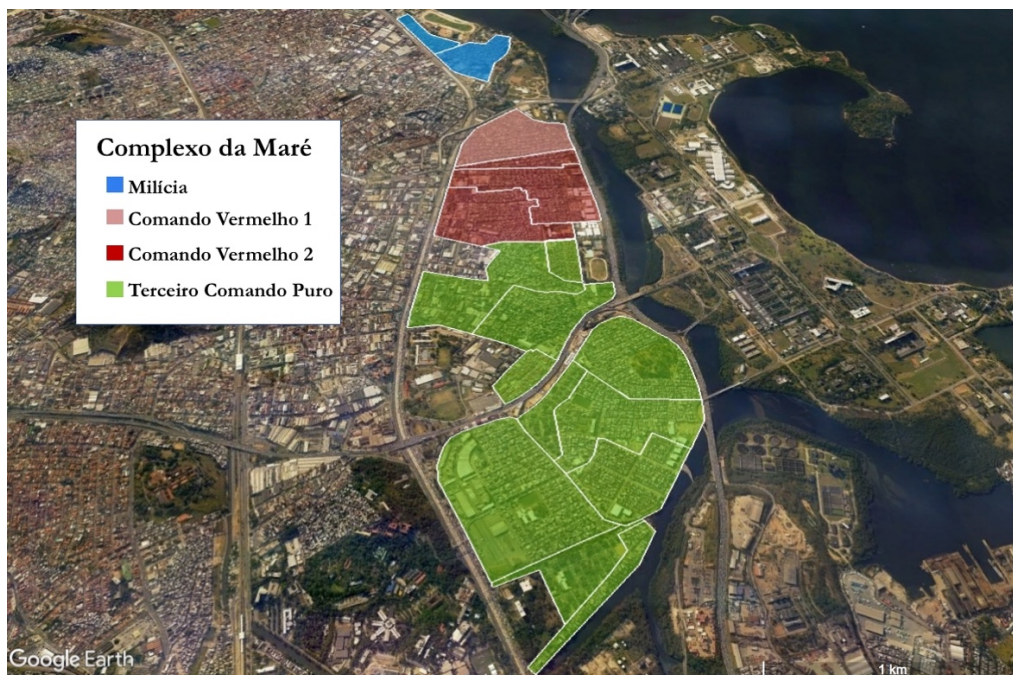 Complexo da Maré
Milícia
Comando Vermelho 1
Comando Vermelho 2
Terceiro Comando Puro
Google Earth
1 km